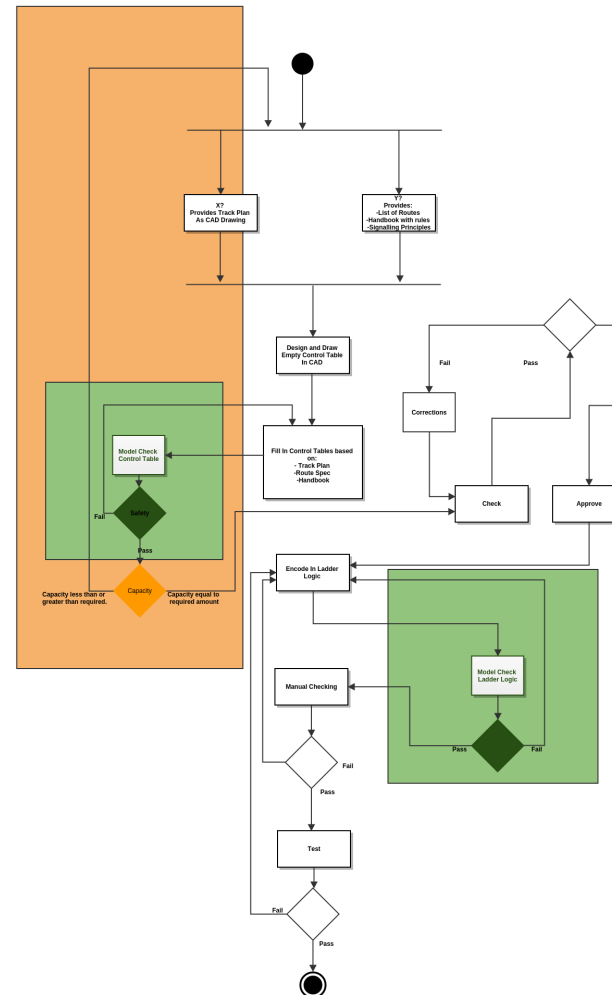 X?
Provides Track Plan
As CAD Drawing
Y?
Provides:
-List of Routes
-Handbook with rules
-Signalling Principles
Design and Draw
Empty Control Table
In CAD
Fail
Pass
Corrections
Model Check
Control Table
Fill In Control Tables based
on:
- Track Plan
-Route Spec
-Handbook
Check
Approve
Safety
Fail
Pass
Capacity
Capacity less than or
greater than required.
Capacity equal to
required amount
Encode In Ladder
Logic
Model Check
Ladder Logic
Manual Checking
Pass
Fail
Fail
Pass
Test
Fail
Pass